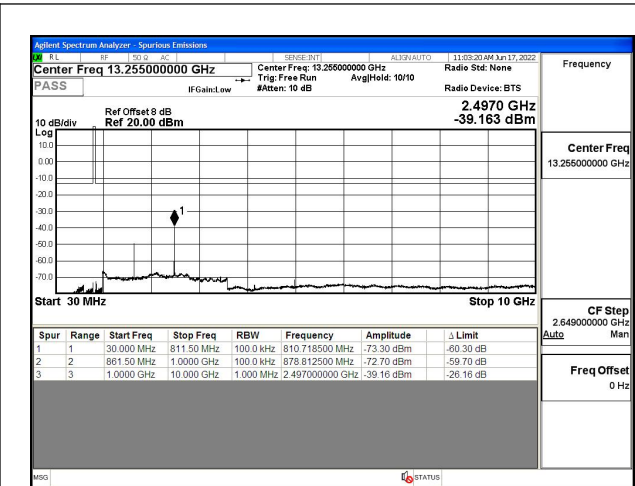 Agilent Spectrum Analyzer - Spurious Emissions
RL RF 50 Ω AC SENSE:INT ALIGNAUTO 11:03:20 AM Jun 17, 2022
Center Freq 13.255000000 GHz
Center Freq: 13.255000000 GHz
Radio Std: None
Trig: Free Run Avg|Hold: 10/10
PASS
IFGain:Low
#Atten: 10 dB
Radio Device: BTS
Ref Offset 8 dB
2.4970 GHz
10 dB/div Ref 20.00 dBm
-39.163 dBm
Log
10.0
0.00
-10.0
-20.0
-30.0
1
-40.0
-50.0
-60.0
-70.0
Start 30 MHz Stop 10 GHz
Spur Range Start Freq Stop Freq RBW Frequency Amplitude Δ Limit
1 1 30.000 MHz 811.50 MHz 100.0 kHz 810.718500 MHz -73.30 dBm -60.30 dB
2 2 861.50 MHz 1.0000 GHz 100.0 kHz 878.812500 MHz -72.70 dBm -59.70 dB
3 3 1.0000 GHz 10.000 GHz 1.000 MHz 2.497000000 GHz -39.16 dBm -26.16 dB
MSG STATUS
Frequency
Center Freq
13.255000000 GHz
CF Step
2.649000000 GHz
Auto Man
Freq Offset
0 Hz